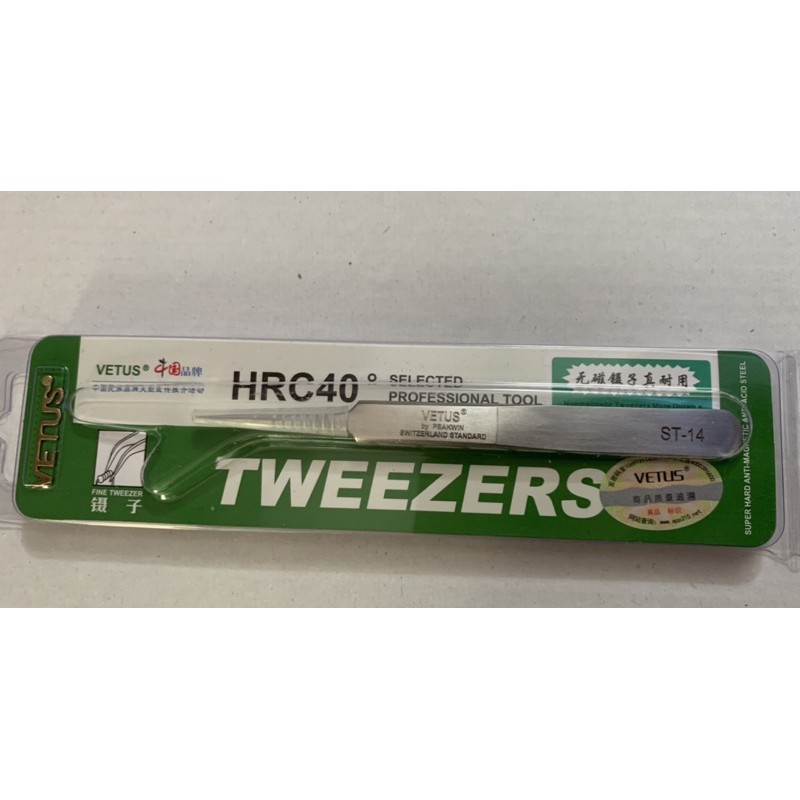 VETUS®
VETUS® 中国品牌
HRC40° SELECTED
PROFESSIONAL TOOL
无磁镊子真耐用
VETUS®
by PEAKWIN
SWITZERLAND STANDARD
ST-14
FINE TWEEZER
镊 子
TWEEZERS
VETUS®
SUPER HARD ANTI-MAGNETIC ANTI-ACID STEEL